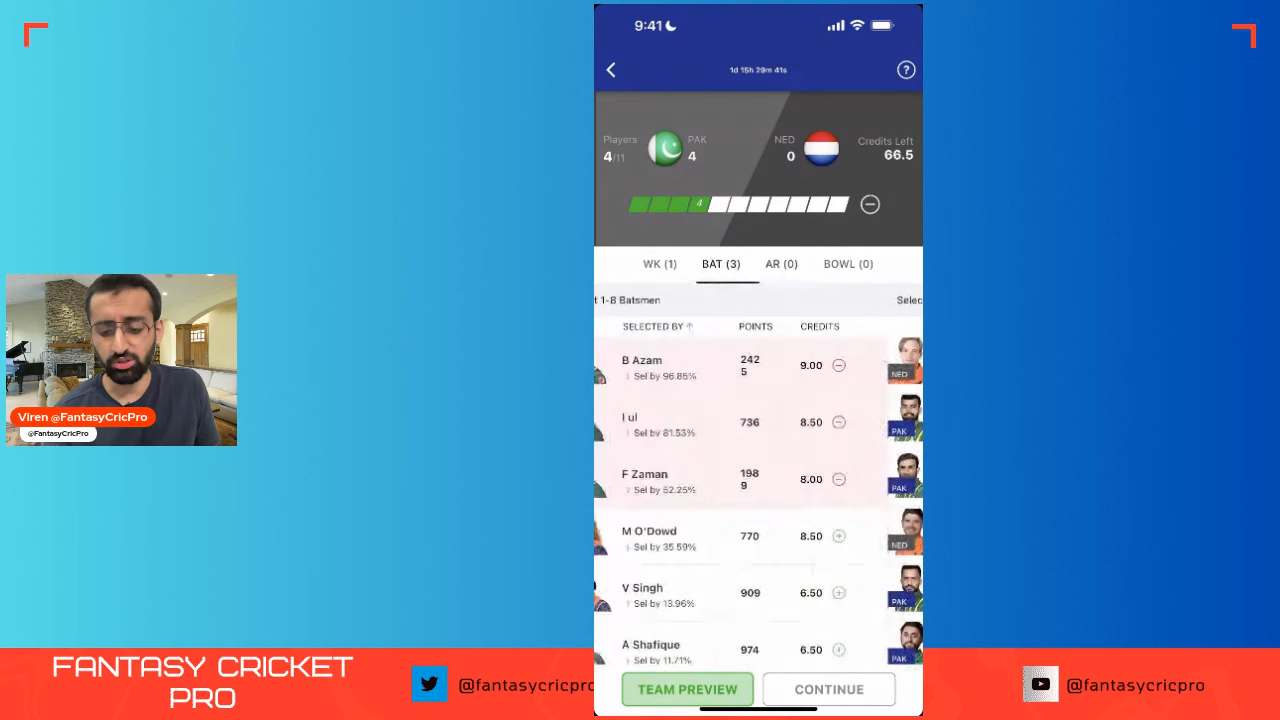 9:41
1d 15h 29m 41s
?
Players
4/11
PAK
4
NED
0
Credits Left
66.5
4
WK (1)
BAT (3)
AR (0)
BOWL (0)
t 1-8 Batsmen
Selec
SELECTED BY ↑
POINTS
CREDITS
B Azam
Sel by 96.85%
242
5
9.00
NED
I ul
Sel by 81.53%
736
8.50
PAK
F Zaman
Sel by 52.25%
198
9
8.00
PAK
M O'Dowd
Sel by 35.59%
770
8.50
NED
V Singh
Sel by 13.96%
909
6.50
PAK
A Shafique
Sel by 11.71%
974
6.50
PAK
TEAM PREVIEW
CONTINUE
Viren @FantasyCricPro
@FantasyCricPro
FANTASY CRICKET
PRO
@fantasycricpro
@fantasycricpro